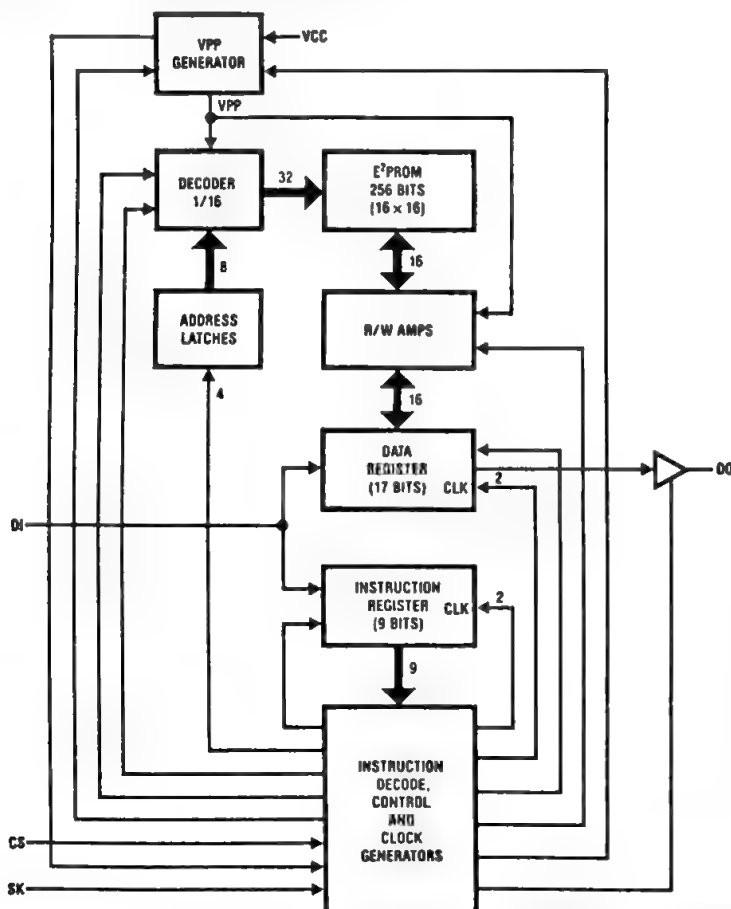 VPP
GENERATOR
VCC
VPP
DECODER
1/16
32
E²PROM
256 BITS
(16 × 16)
8
16
ADDRESS
LATCHES
R/W AMPS
4
16
DATA
REGISTER
(17 BITS)
CLK
2
DO
DI
INSTRUCTION
REGISTER
(9 BITS)
CLK
2
9
INSTRUCTION
DECODE,
CONTROL
AND
CLOCK
GENERATORS
CS
SK